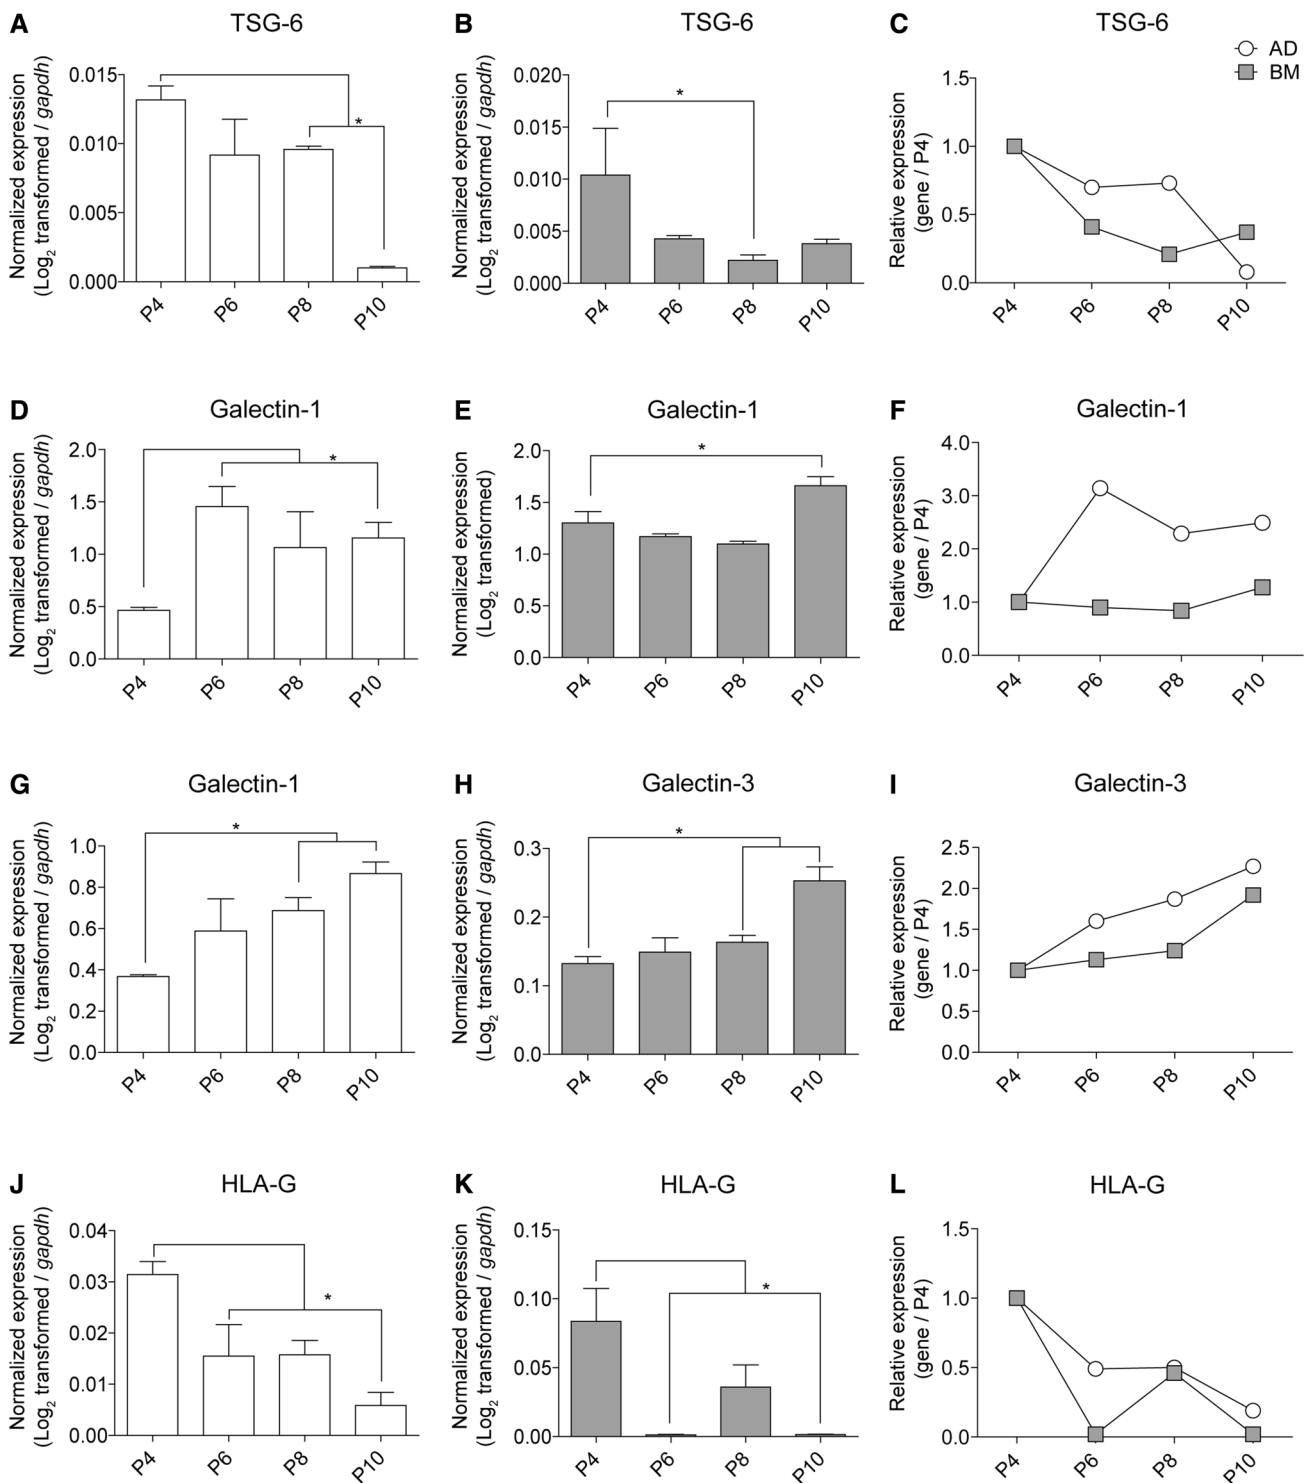 A
TSG-6
Normalized expression
(Log2 transformed / gapdh)
0.015
0.010
0.005
0.000
*
P4 P6 P8 P10
B
TSG-6
Normalized expression
(Log2 transformed / gapdh)
0.020
0.015
0.010
0.005
0.000
*
P4 P6 P8 P10
C
TSG-6
AD
BM
Relative expression
(gene / P4)
1.5
1.0
0.5
0.0
P4 P6 P8 P10
D
Galectin-1
Normalized expression
(Log2 transformed / gapdh)
2.0
1.5
1.0
0.5
0.0
*
P4 P6 P8 P10
E
Galectin-1
Normalized expression
(Log2 transformed)
2.0
1.5
1.0
0.5
0.0
*
P4 P6 P8 P10
F
Galectin-1
Relative expression
(gene / P4)
4.0
3.0
2.0
1.0
0.0
P4 P6 P8 P10
G
Galectin-1
Normalized expression
(Log2 transformed / gapdh)
1.0
0.8
0.6
0.4
0.2
0.0
*
P4 P6 P8 P10
H
Galectin-3
Normalized expression
(Log2 transformed / gapdh)
0.3
0.2
0.1
0.0
*
P4 P6 P8 P10
I
Galectin-3
Relative expression
(gene / P4)
2.5
2.0
1.5
1.0
0.5
0.0
P4 P6 P8 P10
J
HLA-G
Normalized expression
(Log2 transformed / gapdh)
0.04
0.03
0.02
0.01
0.00
*
P4 P6 P8 P10
K
HLA-G
Normalized expression
(Log2 transformed / gapdh)
0.15
0.10
0.05
0.00
*
P4 P6 P8 P10
L
HLA-G
Relative expression
(gene / P4)
1.5
1.0
0.5
0.0
P4 P6 P8 P10